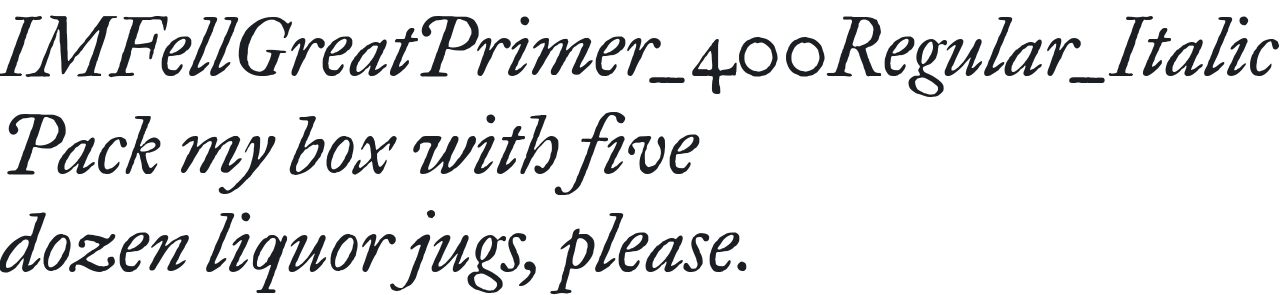 IMFellGreatPrimer_400Regular_Italic
Pack my box with five
dozen liquor jugs, please.